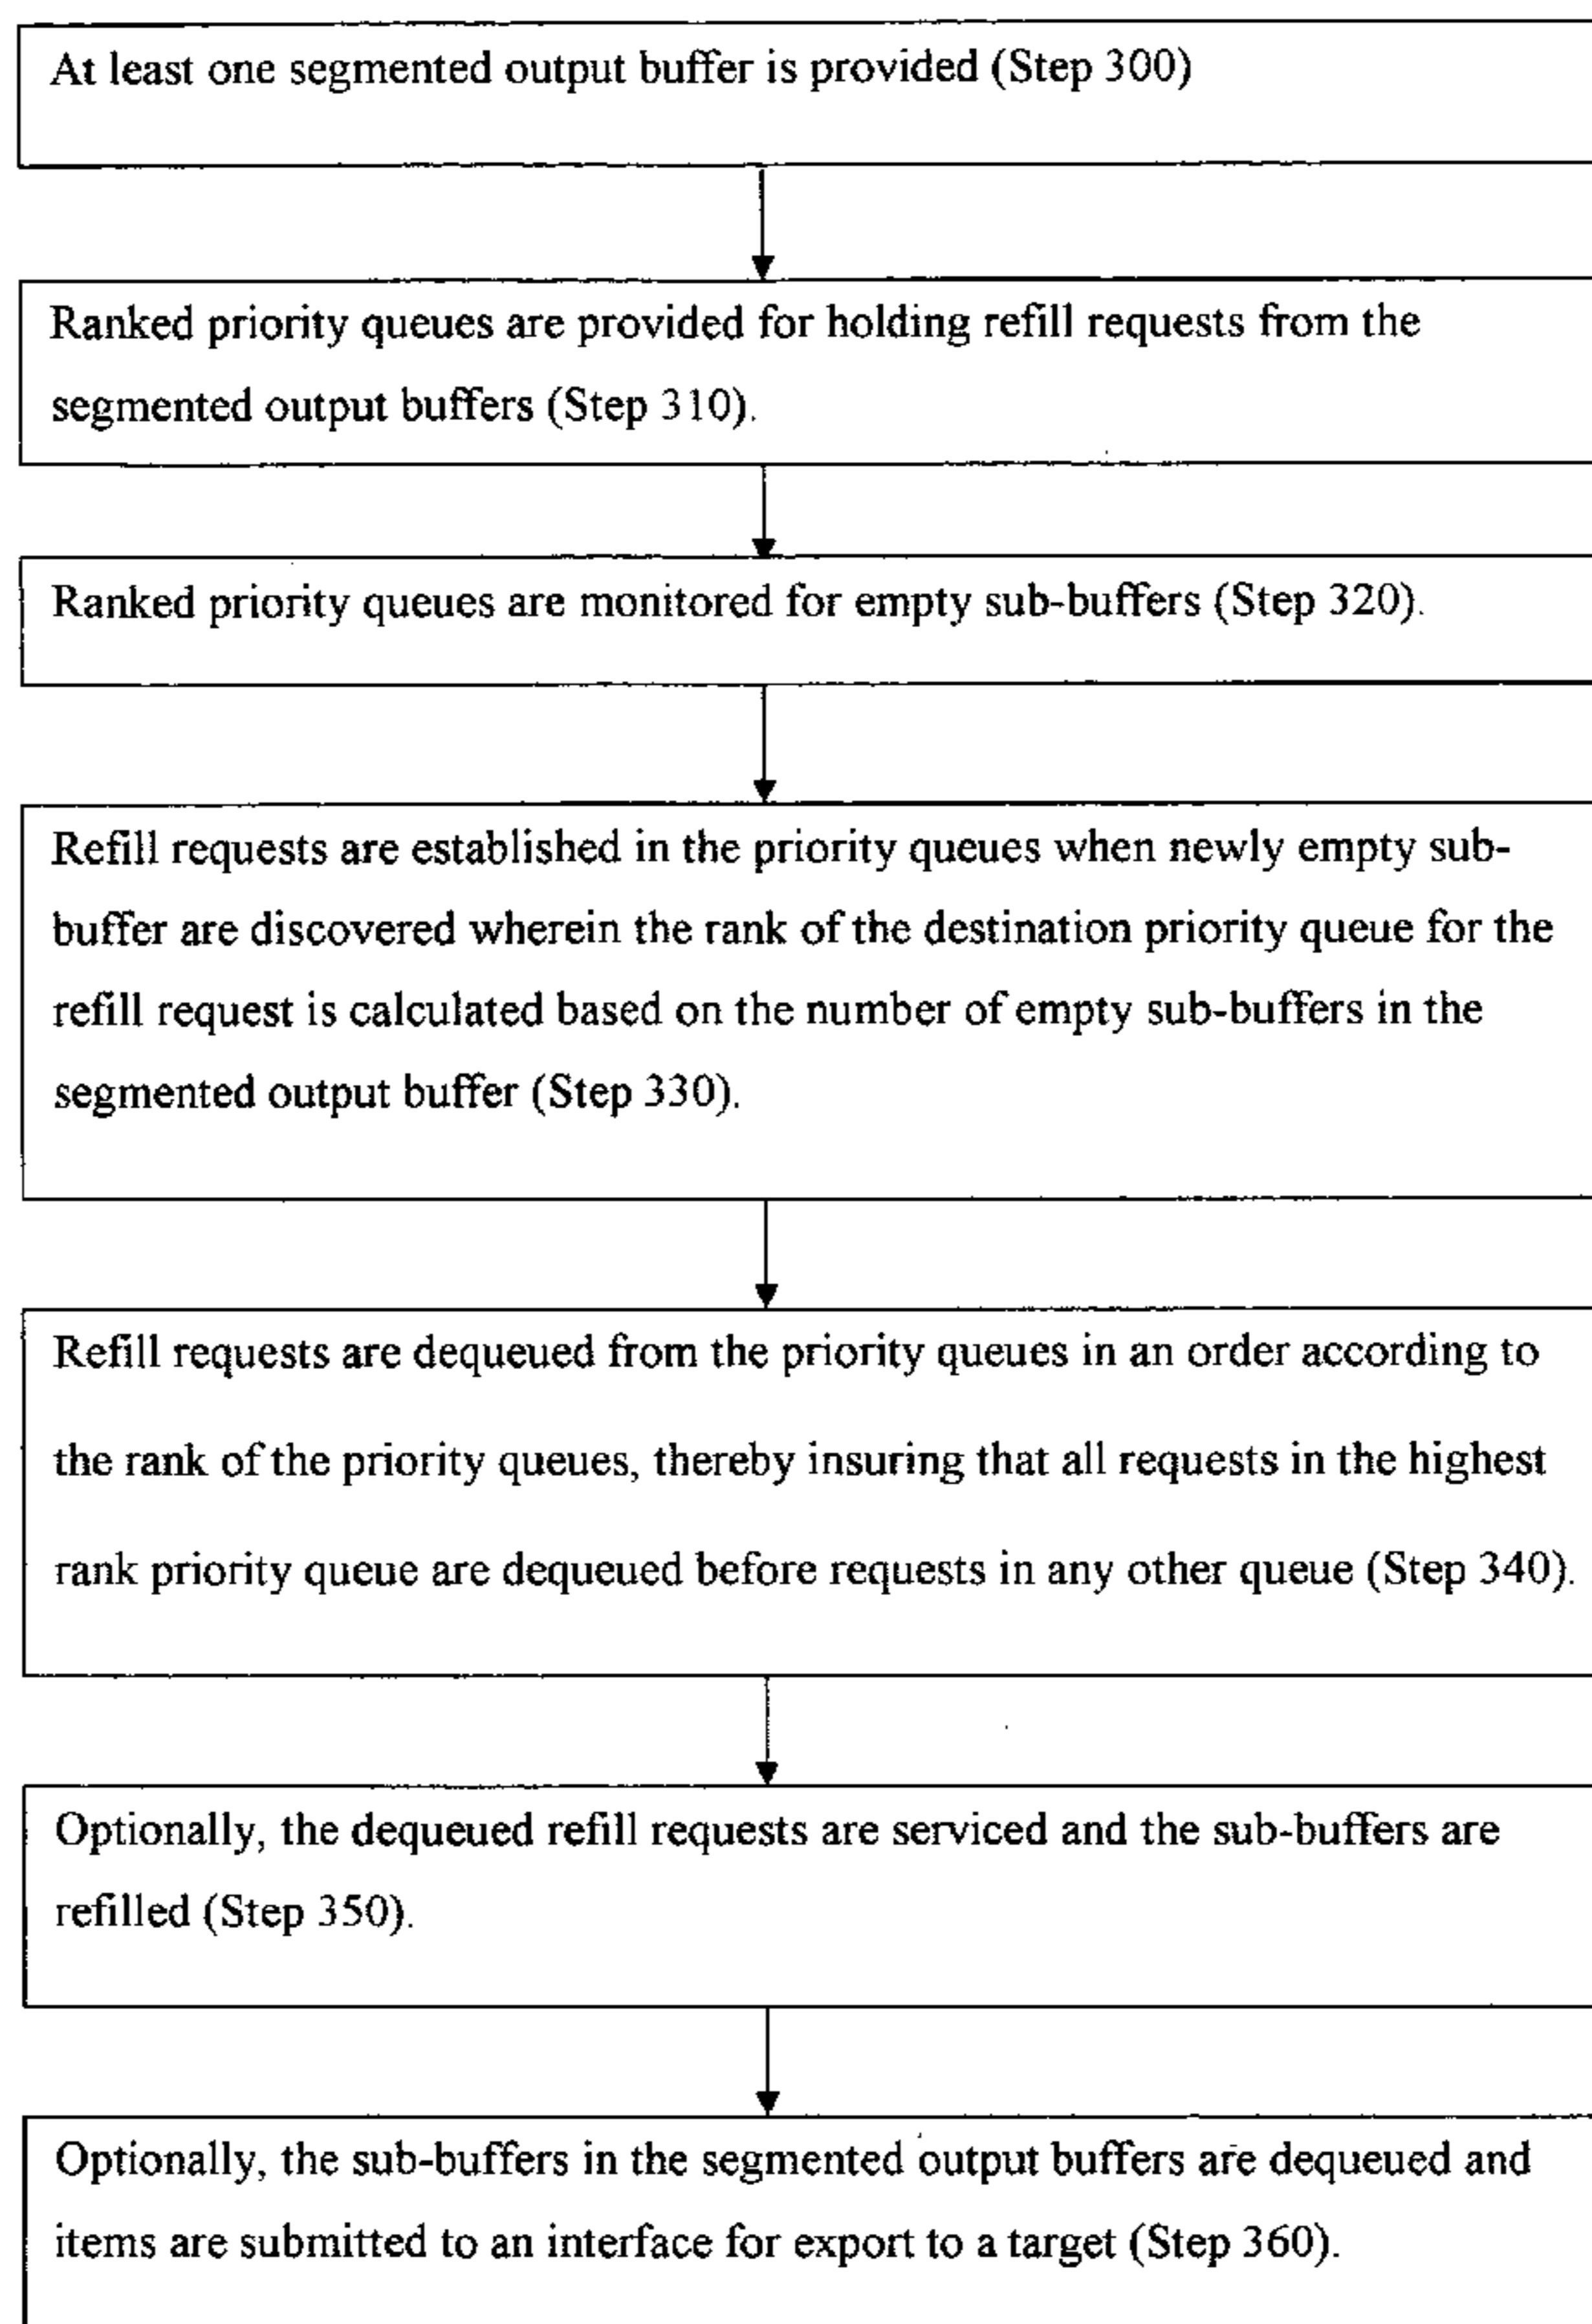 At least one segmented output buffer is provided (Step 300)
Ranked priority queues are provided for holding refill requests from the
segmented output buffers (Step 310).
Ranked priority queues are monitored for empty sub-buffers (Step 320).
Refill requests are established in the priority queues when newly empty sub-
buffer are discovered wherein the rank of the destination priority queue for the
refill request is calculated based on the number of empty sub-buffers in the
segmented output buffer (Step 330).
Refill requests are dequeued from the priority queues in an order according to
the rank of the priority queues, thereby insuring that all requests in the highest
rank priority queue are dequeued before requests in any other queue (Step 340).
Optionally, the dequeued refill requests are serviced and the sub-buffers are
refilled (Step 350).
Optionally, the sub-buffers in the segmented output buffers are dequeued and
items are submitted to an interface for export to a target (Step 360).